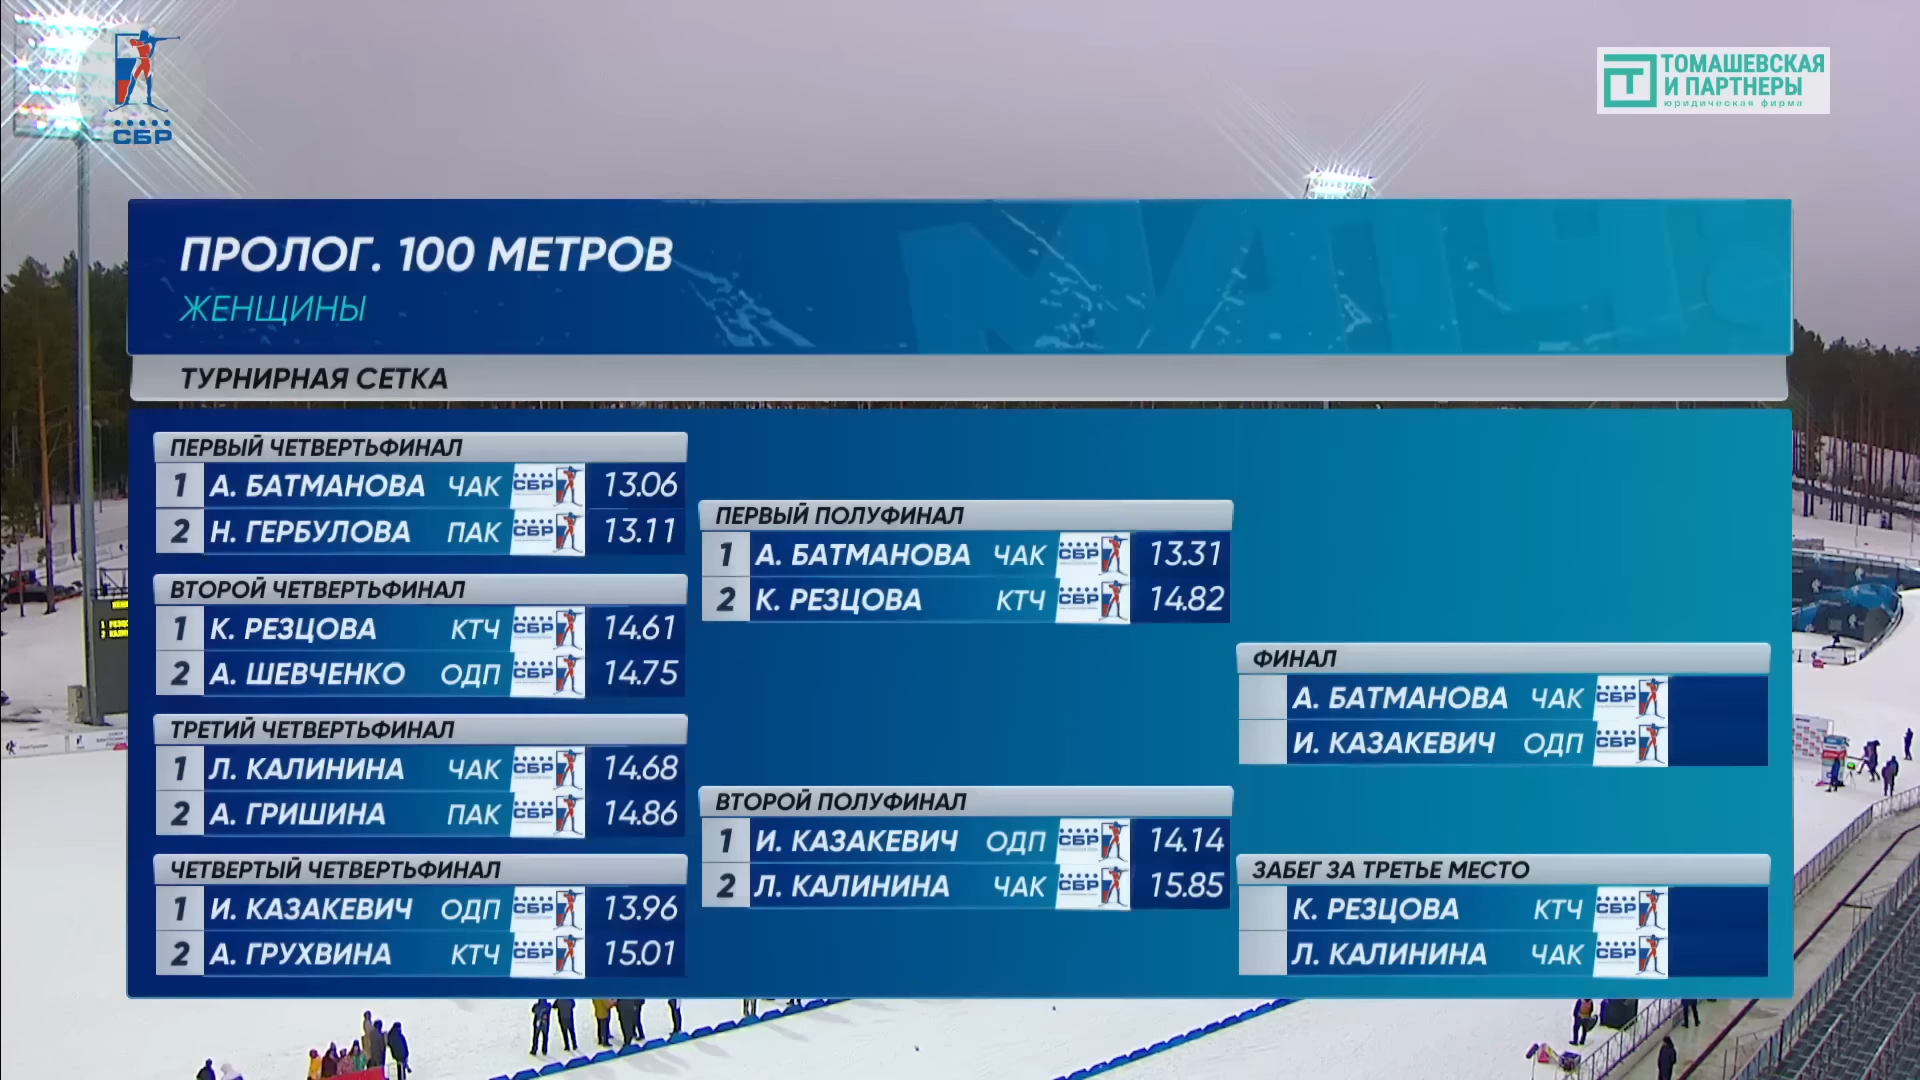 СБР
ТОМАШЕВСКАЯ
И ПАРТНЕРЫ
юридическая фирма
ПРОЛОГ. 100 МЕТРОВ
ЖЕНЩИНЫ
ТУРНИРНАЯ СЕТКА
ПЕРВЫЙ ЧЕТВЕРТЬФИНАЛ
1 А. БАТМАНОВА ЧАК СБР 13.06
2 Н. ГЕРБУЛОВА ПАК СБР 13.11
ВТОРОЙ ЧЕТВЕРТЬФИНАЛ
1 К. РЕЗЦОВА КТЧ СБР 14.61
2 А. ШЕВЧЕНКО ОДП СБР 14.75
ТРЕТИЙ ЧЕТВЕРТЬФИНАЛ
1 Л. КАЛИНИНА ЧАК СБР 14.68
2 А. ГРИШИНА ПАК СБР 14.86
ЧЕТВЕРТЫЙ ЧЕТВЕРТЬФИНАЛ
1 И. КАЗАКЕВИЧ ОДП СБР 13.96
2 А. ГРУХВИНА КТЧ СБР 15.01
ПЕРВЫЙ ПОЛУФИНАЛ
1 А. БАТМАНОВА ЧАК СБР 13.31
2 К. РЕЗЦОВА КТЧ СБР 14.82
ВТОРОЙ ПОЛУФИНАЛ
1 И. КАЗАКЕВИЧ ОДП СБР 14.14
2 Л. КАЛИНИНА ЧАК СБР 15.85
ФИНАЛ
А. БАТМАНОВА ЧАК СБР
И. КАЗАКЕВИЧ ОДП СБР
ЗАБЕГ ЗА ТРЕТЬЕ МЕСТО
К. РЕЗЦОВА КТЧ СБР
Л. КАЛИНИНА ЧАК СБР